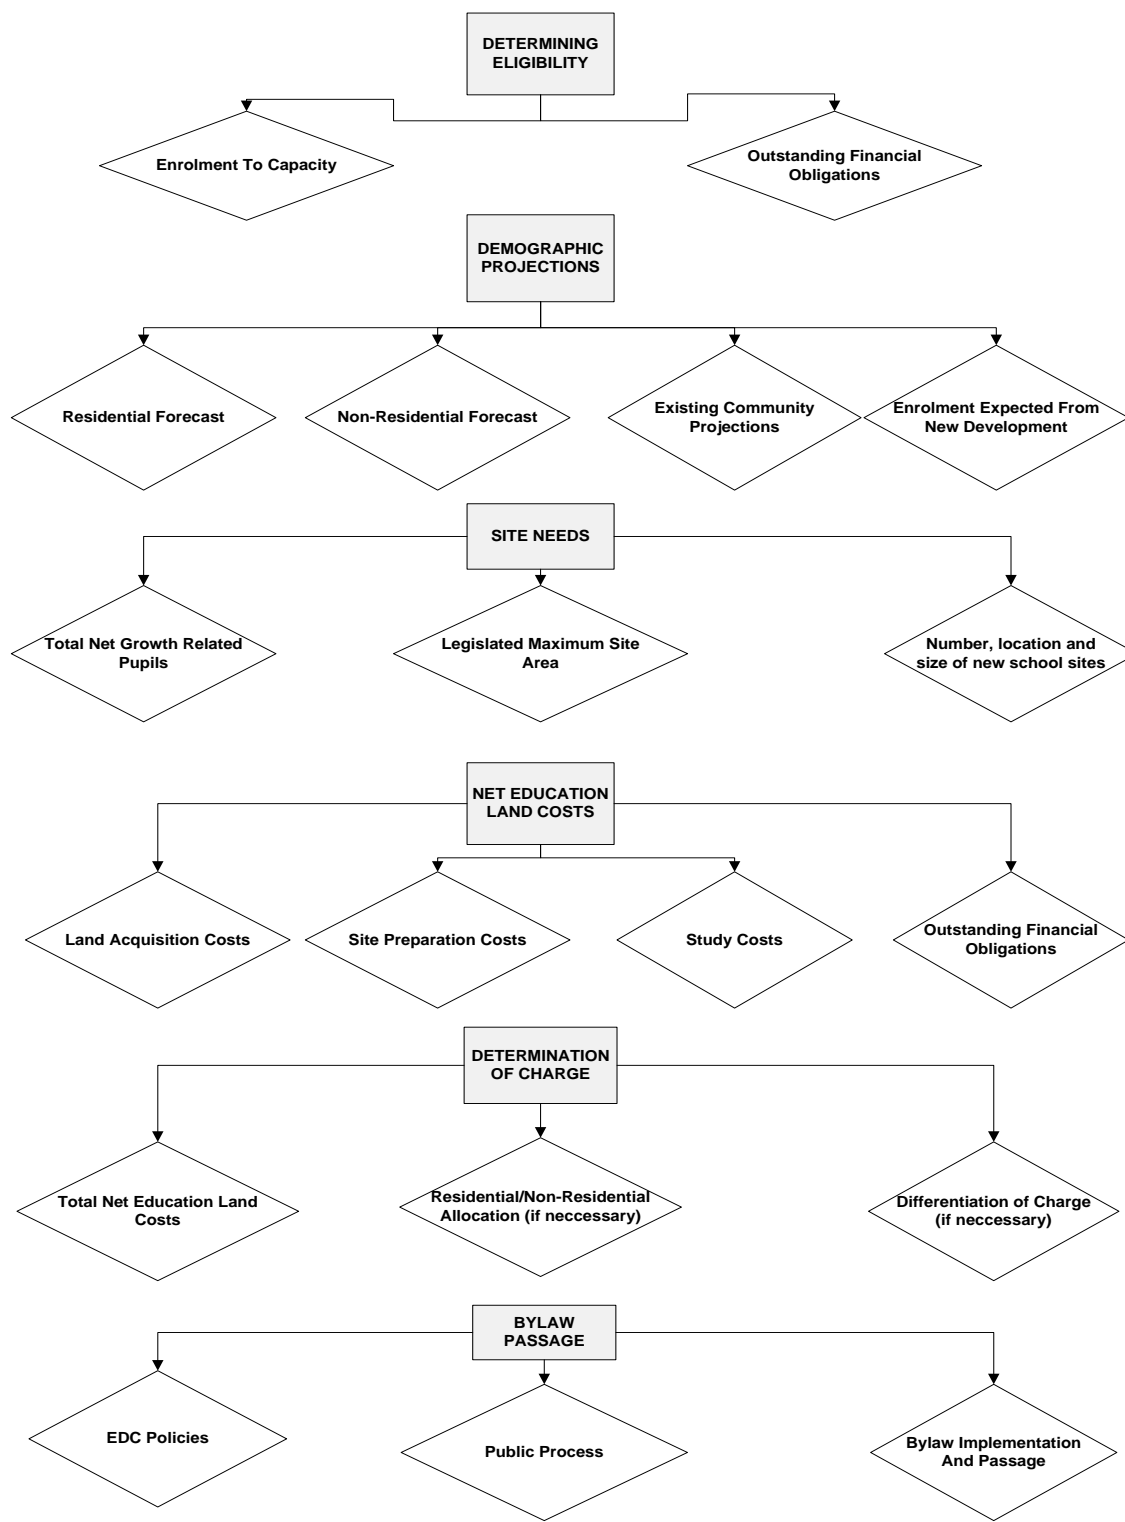 DETERMINING
ELIGIBILITY
Enrolment To Capacity
Outstanding Financial
Obligations
DEMOGRAPHIC
PROJECTIONS
Residential Forecast
Non-Residential Forecast
Existing Community
Projections
Enrolment Expected From
New Development
SITE NEEDS
Total Net Growth Related
Pupils
Legislated Maximum Site
Area
Number, location and
size of new school sites
NET EDUCATION
LAND COSTS
Land Acquisition Costs
Site Preparation Costs
Study Costs
Outstanding Financial
Obligations
DETERMINATION
OF CHARGE
Total Net Education Land
Costs
Residential/Non-Residential
Allocation (if neccessary)
Differentiation of Charge
(if neccessary)
BYLAW
PASSAGE
EDC Policies
Public Process
Bylaw Implementation
And Passage